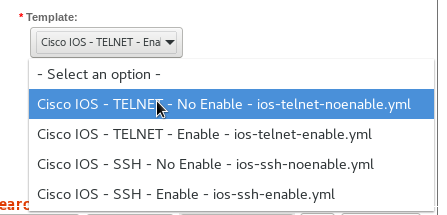 * Template:
Cisco IOS - TELNET - Ena
- Select an option -
Cisco IOS - TELNET - No Enable - ios-telnet-noenable.yml
Cisco IOS - TELNET - Enable - ios-telnet-enable.yml
Cisco IOS - SSH - No Enable - ios-ssh-noenable.yml
Cisco IOS - SSH - Enable - ios-ssh-enable.yml
earc